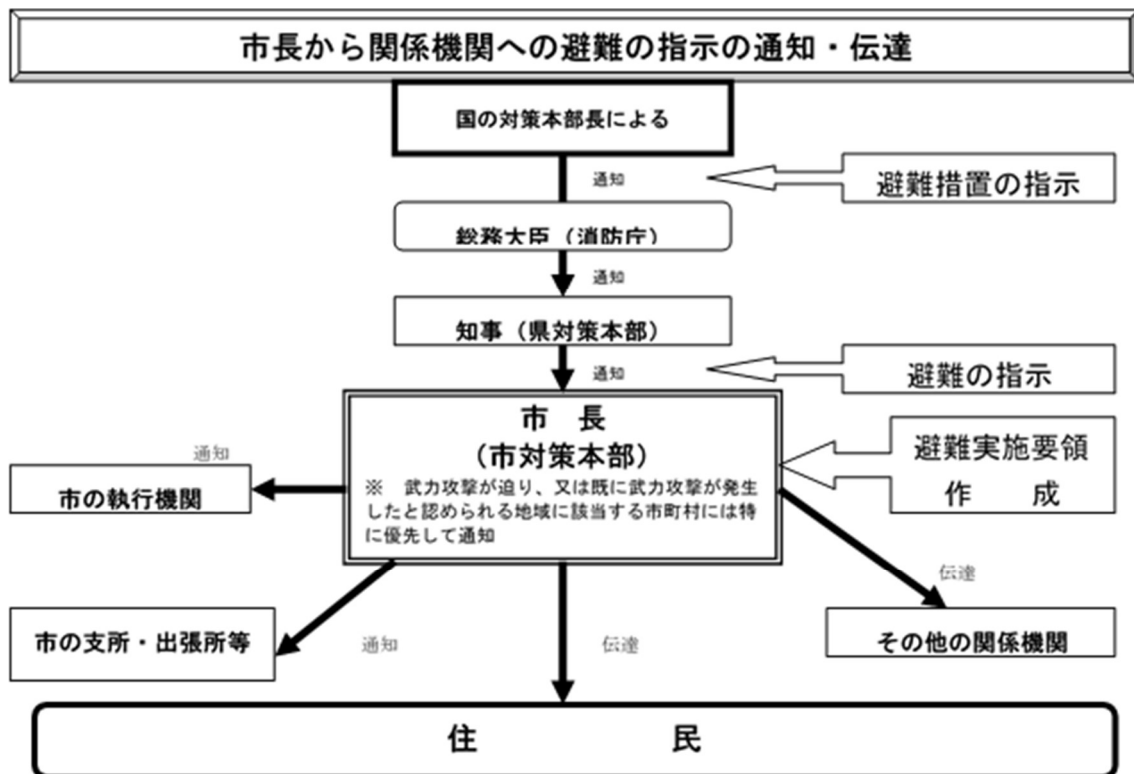 市長から関係機関への避難の指示の通知・伝達
国の対策本部長による
通知
避難措置の指示
総務大臣（消防庁）
通知
知事（県対策本部）
通知
避難の指示
市　長
（市対策本部）
※　武力攻撃が迫り、又は既に武力攻撃が発生
したと認められる地域に該当する市町村には特
に優先して通知
避難実施要領
作　　成
通知
市の執行機関
伝達
市の支所・出張所等
通知
伝達
その他の関係機関
住　　　　　　民